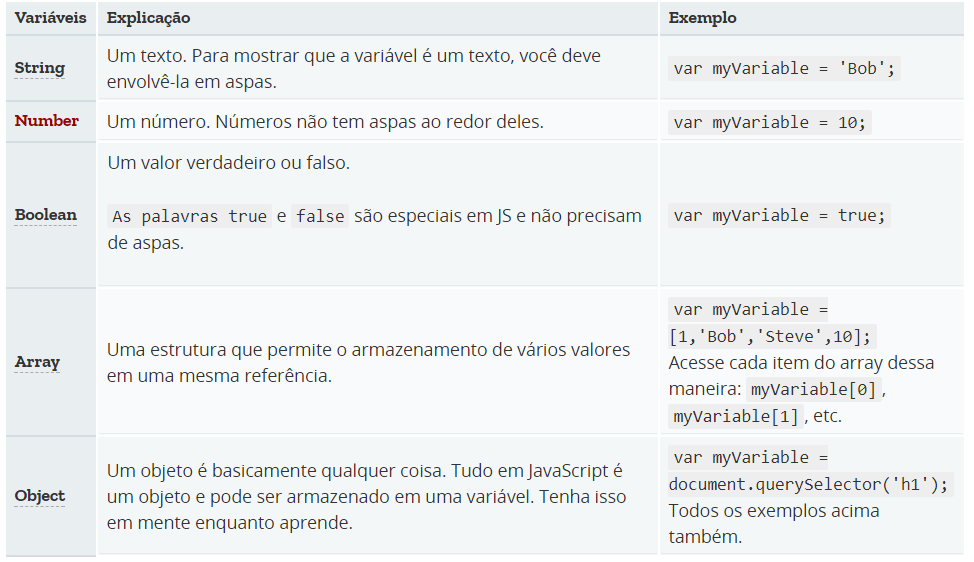 Variáveis Explicação Exemplo
String
Um texto. Para mostrar que a variável é um texto, você deve
envolvê-la em aspas.
var myVariable = 'Bob';
Number
Um número. Números não tem aspas ao redor deles.
var myVariable = 10;
Boolean
Um valor verdadeiro ou falso.
As palavras true e false são especiais em JS e não precisam
de aspas.
var myVariable = true;
Array
Uma estrutura que permite o armazenamento de vários valores
em uma mesma referência.
var myVariable =
[1,'Bob','Steve',10];
Acesse cada item do array dessa
maneira: myVariable[0],
myVariable[1], etc.
Object
Um objeto é basicamente qualquer coisa. Tudo em JavaScript é
um objeto e pode ser armazenado em uma variável. Tenha isso
em mente enquanto aprende.
var myVariable =
document.querySelector('h1');
Todos os exemplos acima
também.